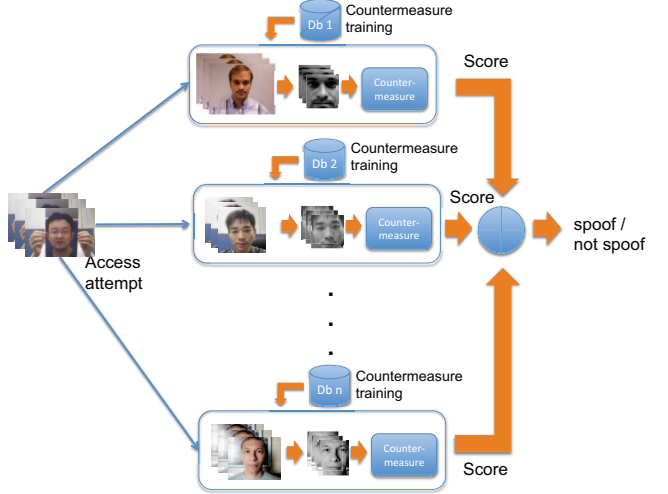 Db 1
Countermeasure
training
Counter-
measure
Score
Db 2
Countermeasure
training
Counter-
measure
Score
spoof /
not spoof
Access
attempt
.
.
.
Db n
Countermeasure
training
Counter-
measure
Score